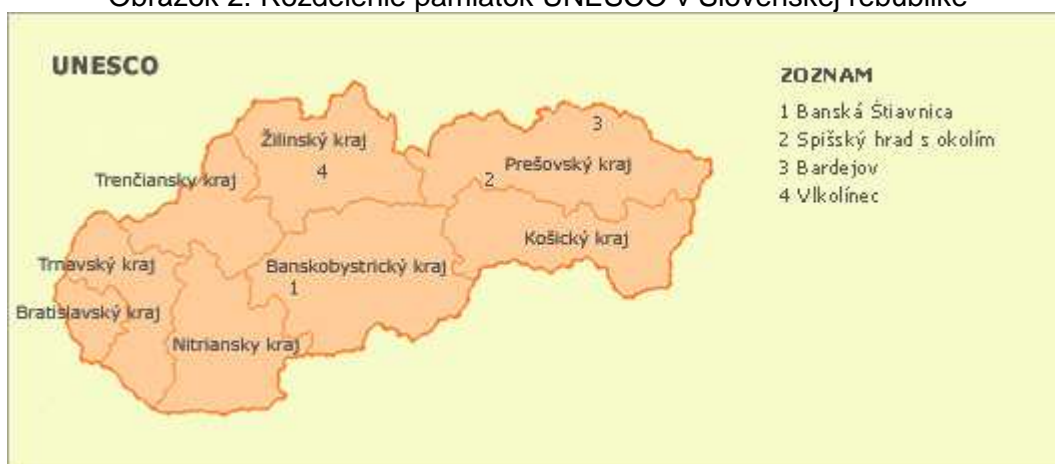 Obrázok 2: Rozdelenie pamiatok UNESCO v Slovenskej republike
UNESCO
ZOZNAM
1 Banská Štiavnica
2 Spišský hrad s okolím
3 Bardejov
4 Vlkolínec
Žilinský kraj
3
4
Prešovský kraj
2
Trenčiansky kraj
Košický kraj
Trnavský kraj
Banskobystrický kraj
1
Bratislavský kraj
Nitriansky kraj